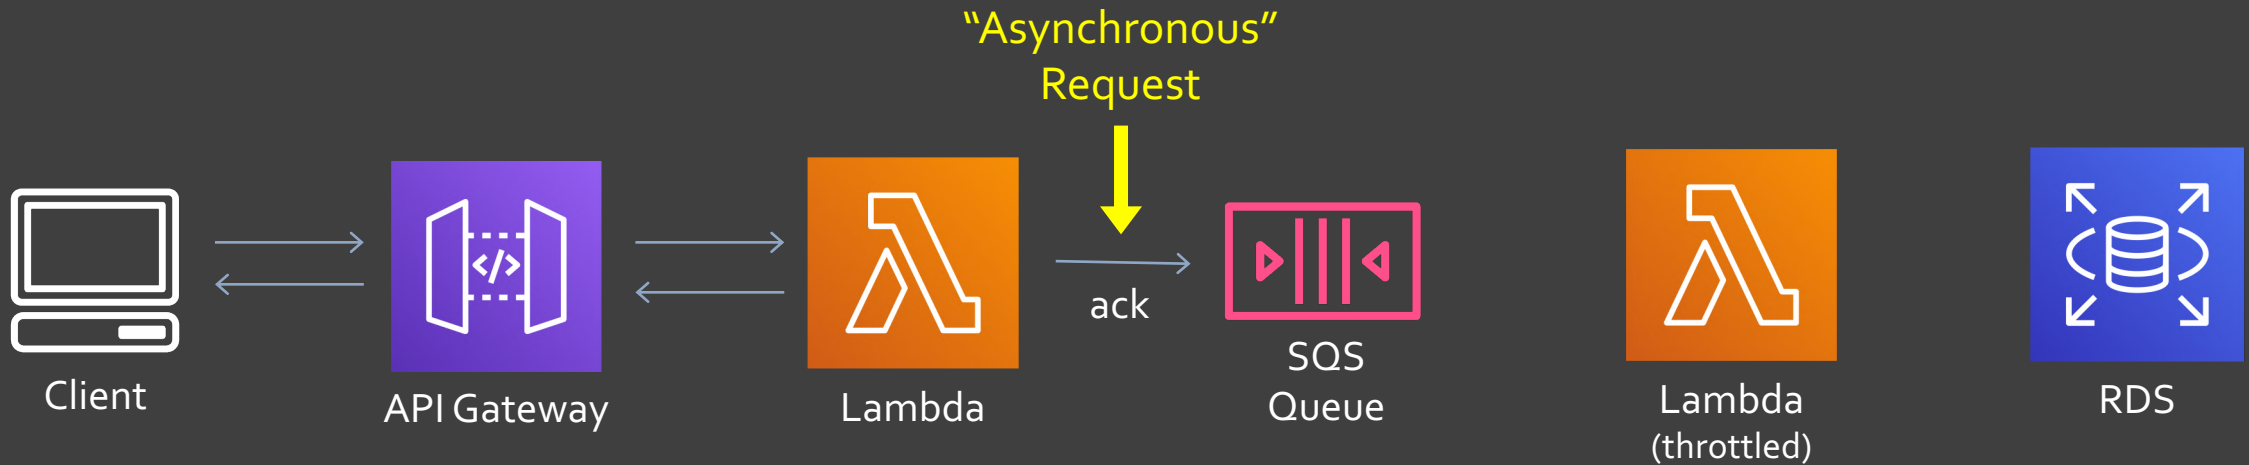 “Asynchronous”
Request
ack
Client
API Gateway
Lambda
SQS
Queue
Lambda
(throttled)
RDS